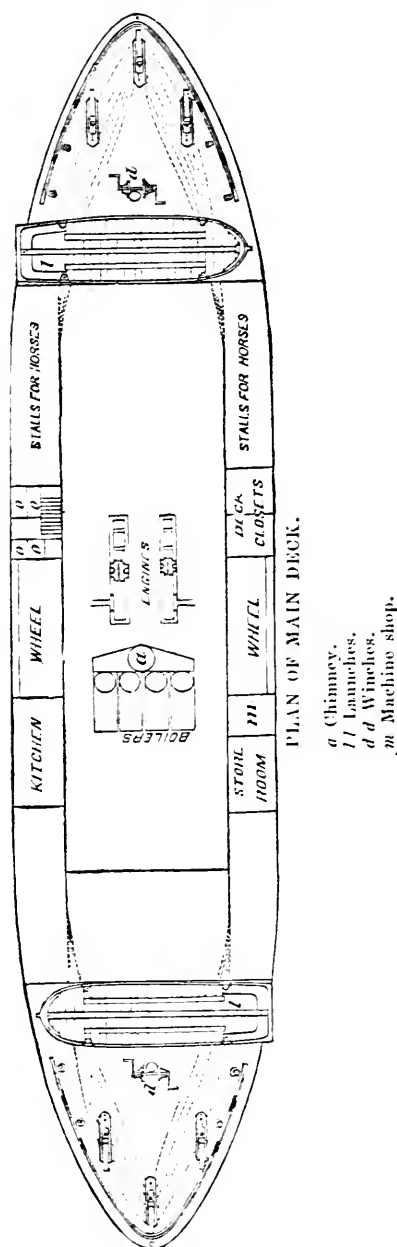 KITCHEN
WHEEL
o o
o o
STALLS FOR HORSES
l
d
d
l
BOILERS
a
ENGINES
STORE
ROOM
m
WHEEL
DECK
CLOSETS
STALLS FOR HORSES
PLAN OF MAIN DECK.
a Chimney.
l l Launches.
d d Winches.
m Machine shop.